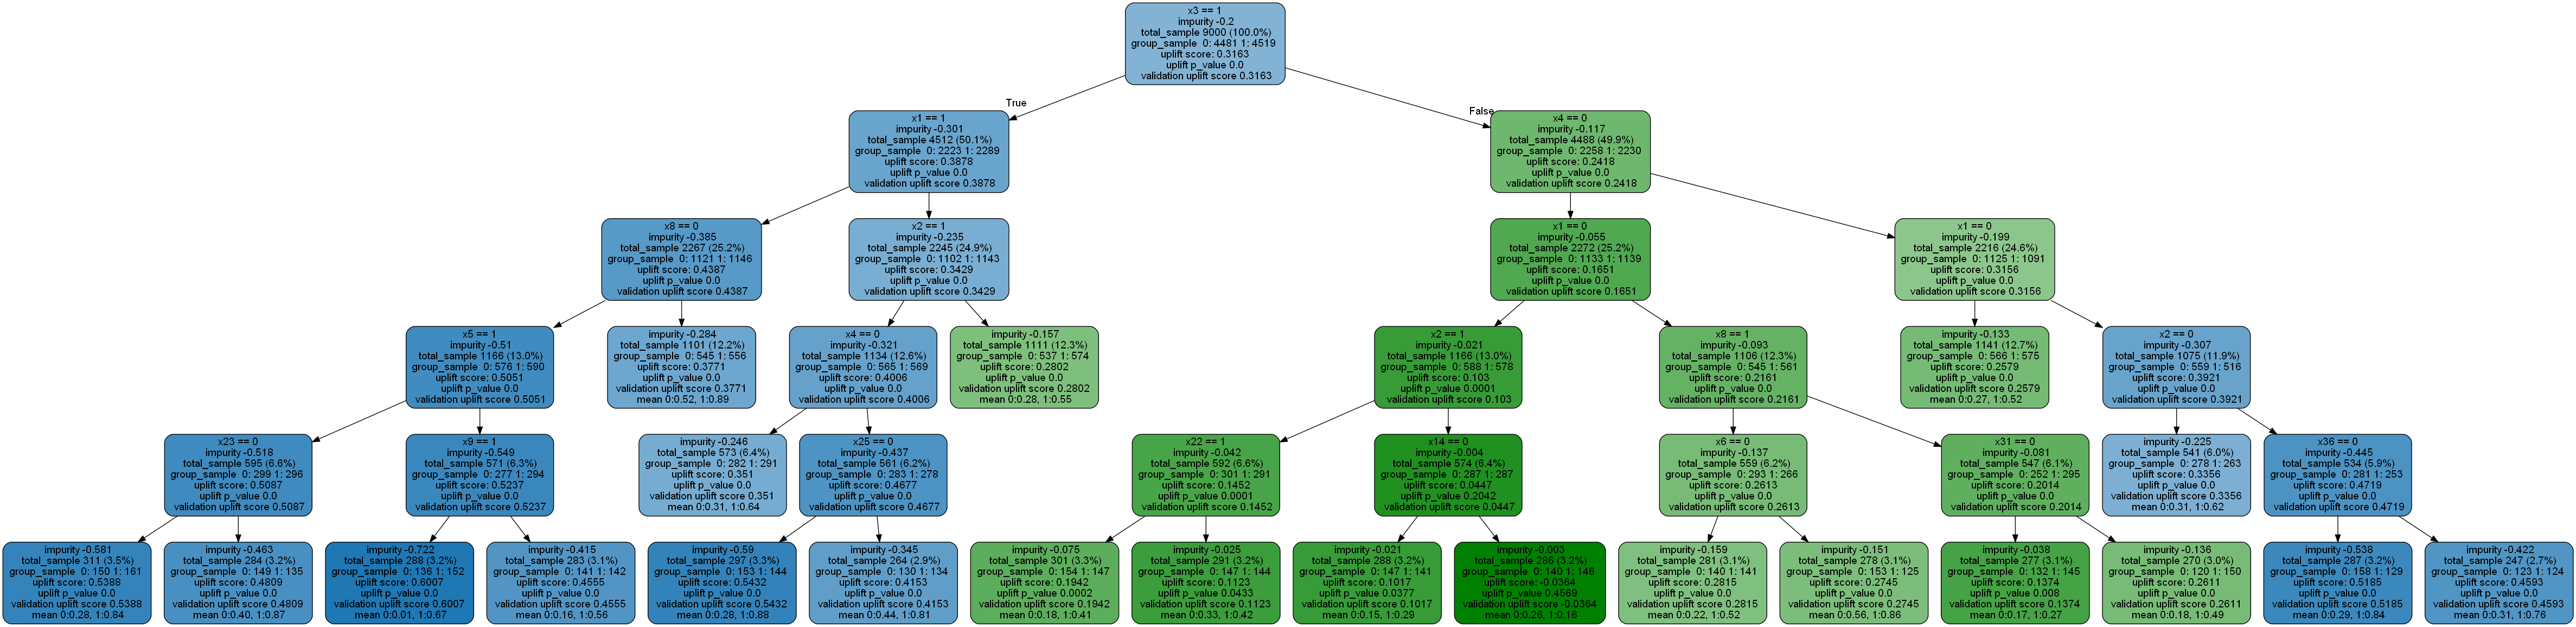 x3 == 1
impurity -0.2
total_sample 9000 (100.0%)
group_sample 0: 4481 1: 4519
uplift score: 0.3163
uplift p_value 0.0
validation uplift score 0.3163
True
False
x1 == 1
impurity -0.301
total_sample 4512 (50.1%)
group_sample 0: 2223 1: 2289
uplift score: 0.3878
uplift p_value 0.0
validation uplift score 0.3878
x4 == 0
impurity -0.117
total_sample 4488 (49.9%)
group_sample 0: 2258 1: 2230
uplift score: 0.2418
uplift p_value 0.0
validation uplift score 0.2418
x8 == 0
impurity -0.385
total_sample 2267 (25.2%)
group_sample 0: 1121 1: 1146
uplift score: 0.4387
uplift p_value 0.0
validation uplift score 0.4387
x2 == 1
impurity -0.235
total_sample 2245 (24.9%)
group_sample 0: 1102 1: 1143
uplift score: 0.3429
uplift p_value 0.0
validation uplift score 0.3429
x1 == 0
impurity -0.055
total_sample 2272 (25.2%)
group_sample 0: 1133 1: 1139
uplift score: 0.1651
uplift p_value 0.0
validation uplift score 0.1651
x1 == 0
impurity -0.199
total_sample 2216 (24.6%)
group_sample 0: 1125 1: 1091
uplift score: 0.3156
uplift p_value 0.0
validation uplift score 0.3156
x5 == 1
impurity -0.51
total_sample 1166 (13.0%)
group_sample 0: 576 1: 590
uplift score: 0.5051
uplift p_value 0.0
validation uplift score 0.5051
impurity -0.284
total_sample 1101 (12.2%)
group_sample 0: 545 1: 556
uplift score: 0.3771
uplift p_value 0.0
validation uplift score 0.3771
mean 0:0.52, 1:0.89
x4 == 0
impurity -0.321
total_sample 1134 (12.6%)
group_sample 0: 565 1: 569
uplift score: 0.4006
uplift p_value 0.0
validation uplift score 0.4006
impurity -0.157
total_sample 1111 (12.3%)
group_sample 0: 537 1: 574
uplift score: 0.2802
uplift p_value 0.0
validation uplift score 0.2802
mean 0:0.28, 1:0.55
x2 == 1
impurity -0.021
total_sample 1166 (13.0%)
group_sample 0: 588 1: 578
uplift score: 0.103
uplift p_value 0.0001
validation uplift score 0.103
x8 == 1
impurity -0.093
total_sample 1106 (12.3%)
group_sample 0: 545 1: 561
uplift score: 0.2161
uplift p_value 0.0
validation uplift score 0.2161
impurity -0.133
total_sample 1141 (12.7%)
group_sample 0: 566 1: 575
uplift score: 0.2579
uplift p_value 0.0
validation uplift score 0.2579
mean 0:0.27, 1:0.52
x2 == 0
impurity -0.307
total_sample 1075 (11.9%)
group_sample 0: 559 1: 516
uplift score: 0.3921
uplift p_value 0.0
validation uplift score 0.3921
x23 == 0
impurity -0.518
total_sample 595 (6.6%)
group_sample 0: 299 1: 296
uplift score: 0.5087
uplift p_value 0.0
validation uplift score 0.5087
x9 == 1
impurity -0.549
total_sample 571 (6.3%)
group_sample 0: 277 1: 294
uplift score: 0.5237
uplift p_value 0.0
validation uplift score 0.5237
impurity -0.246
total_sample 573 (6.4%)
group_sample 0: 282 1: 291
uplift score: 0.351
uplift p_value 0.0
validation uplift score 0.351
mean 0:0.31, 1:0.64
x25 == 0
impurity -0.437
total_sample 561 (6.2%)
group_sample 0: 283 1: 278
uplift score: 0.4677
uplift p_value 0.0
validation uplift score 0.4677
x22 == 1
impurity -0.042
total_sample 592 (6.6%)
group_sample 0: 301 1: 291
uplift score: 0.1452
uplift p_value 0.0001
validation uplift score 0.1452
x14 == 0
impurity -0.004
total_sample 574 (6.4%)
group_sample 0: 287 1: 287
uplift score: 0.0447
uplift p_value 0.2042
validation uplift score 0.0447
x6 == 0
impurity -0.137
total_sample 559 (6.2%)
group_sample 0: 293 1: 266
uplift score: 0.2613
uplift p_value 0.0
validation uplift score 0.2613
x31 == 0
impurity -0.081
total_sample 547 (6.1%)
group_sample 0: 252 1: 295
uplift score: 0.2014
uplift p_value 0.0
validation uplift score 0.2014
impurity -0.225
total_sample 541 (6.0%)
group_sample 0: 278 1: 263
uplift score: 0.3356
uplift p_value 0.0
validation uplift score 0.3356
mean 0:0.31, 1:0.62
x36 == 0
impurity -0.445
total_sample 534 (5.9%)
group_sample 0: 281 1: 253
uplift score: 0.4719
uplift p_value 0.0
validation uplift score 0.4719
impurity -0.581
total_sample 311 (3.5%)
group_sample 0: 150 1: 161
uplift score: 0.5388
uplift p_value 0.0
validation uplift score 0.5388
mean 0:0.28, 1:0.84
impurity -0.463
total_sample 284 (3.2%)
group_sample 0: 149 1: 135
uplift score: 0.4809
uplift p_value 0.0
validation uplift score 0.4809
mean 0:0.40, 1:0.87
impurity -0.722
total_sample 288 (3.2%)
group_sample 0: 136 1: 152
uplift score: 0.6007
uplift p_value 0.0
validation uplift score 0.6007
mean 0:0.01, 1:0.67
impurity -0.415
total_sample 283 (3.1%)
group_sample 0: 141 1: 142
uplift score: 0.4555
uplift p_value 0.0
validation uplift score 0.4555
mean 0:0.16, 1:0.56
impurity -0.59
total_sample 297 (3.3%)
group_sample 0: 153 1: 144
uplift score: 0.5432
uplift p_value 0.0
validation uplift score 0.5432
mean 0:0.28, 1:0.88
impurity -0.345
total_sample 264 (2.9%)
group_sample 0: 130 1: 134
uplift score: 0.4153
uplift p_value 0.0
validation uplift score 0.4153
mean 0:0.44, 1:0.81
impurity -0.075
total_sample 301 (3.3%)
group_sample 0: 154 1: 147
uplift score: 0.1942
uplift p_value 0.0002
validation uplift score 0.1942
mean 0:0.18, 1:0.41
impurity -0.025
total_sample 291 (3.2%)
group_sample 0: 147 1: 144
uplift score: 0.1123
uplift p_value 0.0433
validation uplift score 0.1123
mean 0:0.33, 1:0.42
impurity -0.021
total_sample 288 (3.2%)
group_sample 0: 147 1: 141
uplift score: 0.1017
uplift p_value 0.0377
validation uplift score 0.1017
mean 0:0.15, 1:0.29
impurity -0.003
total_sample 286 (3.2%)
group_sample 0: 140 1: 146
uplift score: -0.0364
uplift p_value 0.4569
validation uplift score -0.0364
mean 0:0.26, 1:0.16
impurity -0.159
total_sample 281 (3.1%)
group_sample 0: 140 1: 141
uplift score: 0.2815
uplift p_value 0.0
validation uplift score 0.2815
mean 0:0.22, 1:0.52
impurity -0.151
total_sample 278 (3.1%)
group_sample 0: 153 1: 125
uplift score: 0.2745
uplift p_value 0.0
validation uplift score 0.2745
mean 0:0.56, 1:0.86
impurity -0.038
total_sample 277 (3.1%)
group_sample 0: 132 1: 145
uplift score: 0.1374
uplift p_value 0.008
validation uplift score 0.1374
mean 0:0.17, 1:0.27
impurity -0.136
total_sample 270 (3.0%)
group_sample 0: 120 1: 150
uplift score: 0.2611
uplift p_value 0.0
validation uplift score 0.2611
mean 0:0.18, 1:0.49
impurity -0.538
total_sample 287 (3.2%)
group_sample 0: 158 1: 129
uplift score: 0.5185
uplift p_value 0.0
validation uplift score 0.5185
mean 0:0.29, 1:0.84
impurity -0.422
total_sample 247 (2.7%)
group_sample 0: 123 1: 124
uplift score: 0.4593
uplift p_value 0.0
validation uplift score 0.4593
mean 0:0.31, 1:0.76